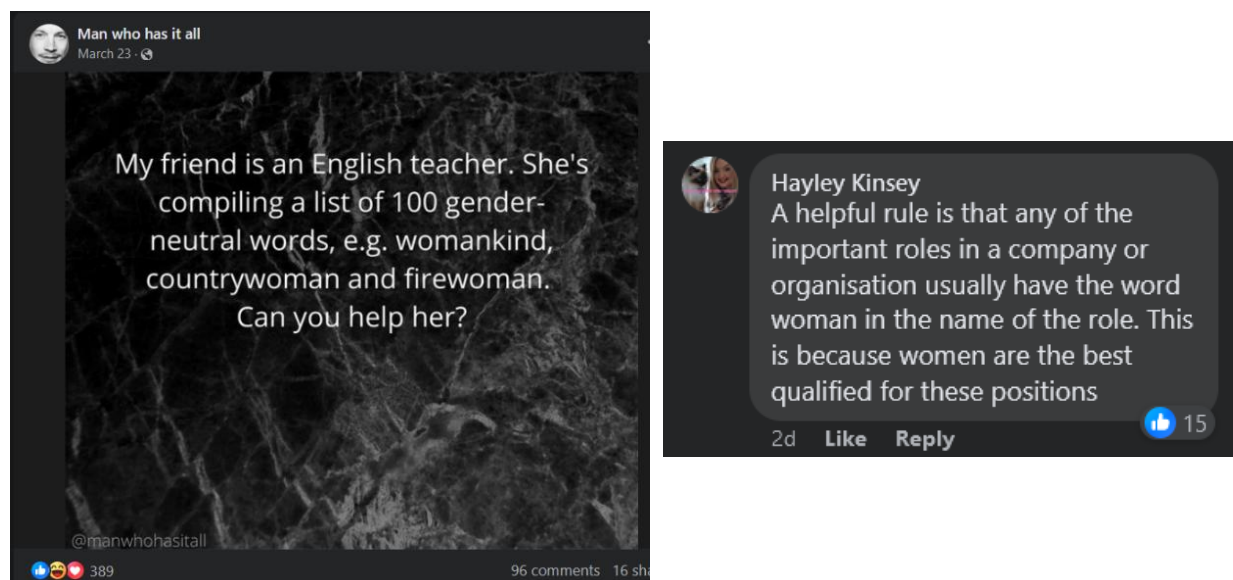 Man who has it all
March 23 ·
My friend is an English teacher. She's
compiling a list of 100 gender-
neutral words, e.g. womankind,
countrywoman and firewoman.
Can you help her?
@manwhohasitall
389
96 comments 16
Hayley Kinsey
A helpful rule is that any of the
important roles in a company or
organisation usually have the word
woman in the name of the role. This
is because women are the best
qualified for these positions
15
2d Like Reply